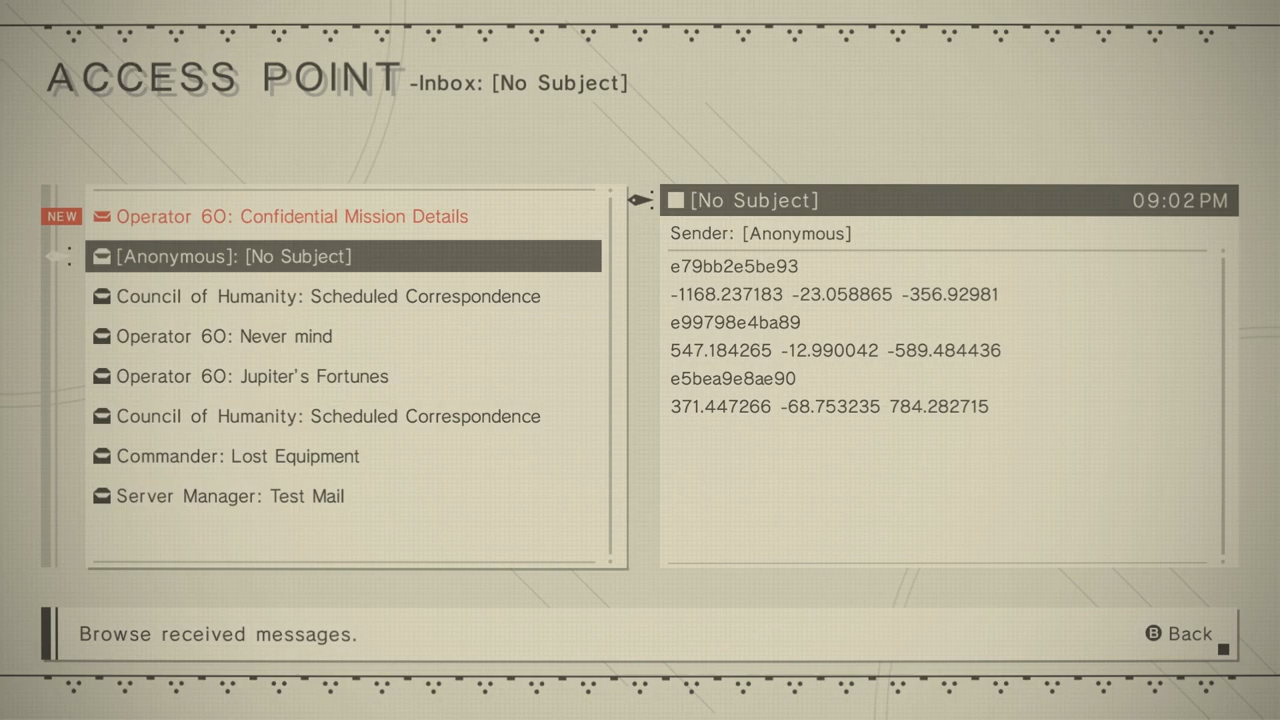 ACCESS POINT -Inbox: [No Subject]
NEW Operator 6O: Confidential Mission Details
[Anonymous]: [No Subject]
Council of Humanity: Scheduled Correspondence
Operator 6O: Never mind
Operator 6O: Jupiter's Fortunes
Council of Humanity: Scheduled Correspondence
Commander: Lost Equipment
Server Manager: Test Mail
[No Subject] 09:02 PM
Sender: [Anonymous]
e79bb2e5be93
-1168.237183 -23.058865 -356.92981
e99798e4ba89
547.184265 -12.990042 -589.484436
e5bea9e8ae90
371.447266 -68.753235 784.282715
Browse received messages.
B Back